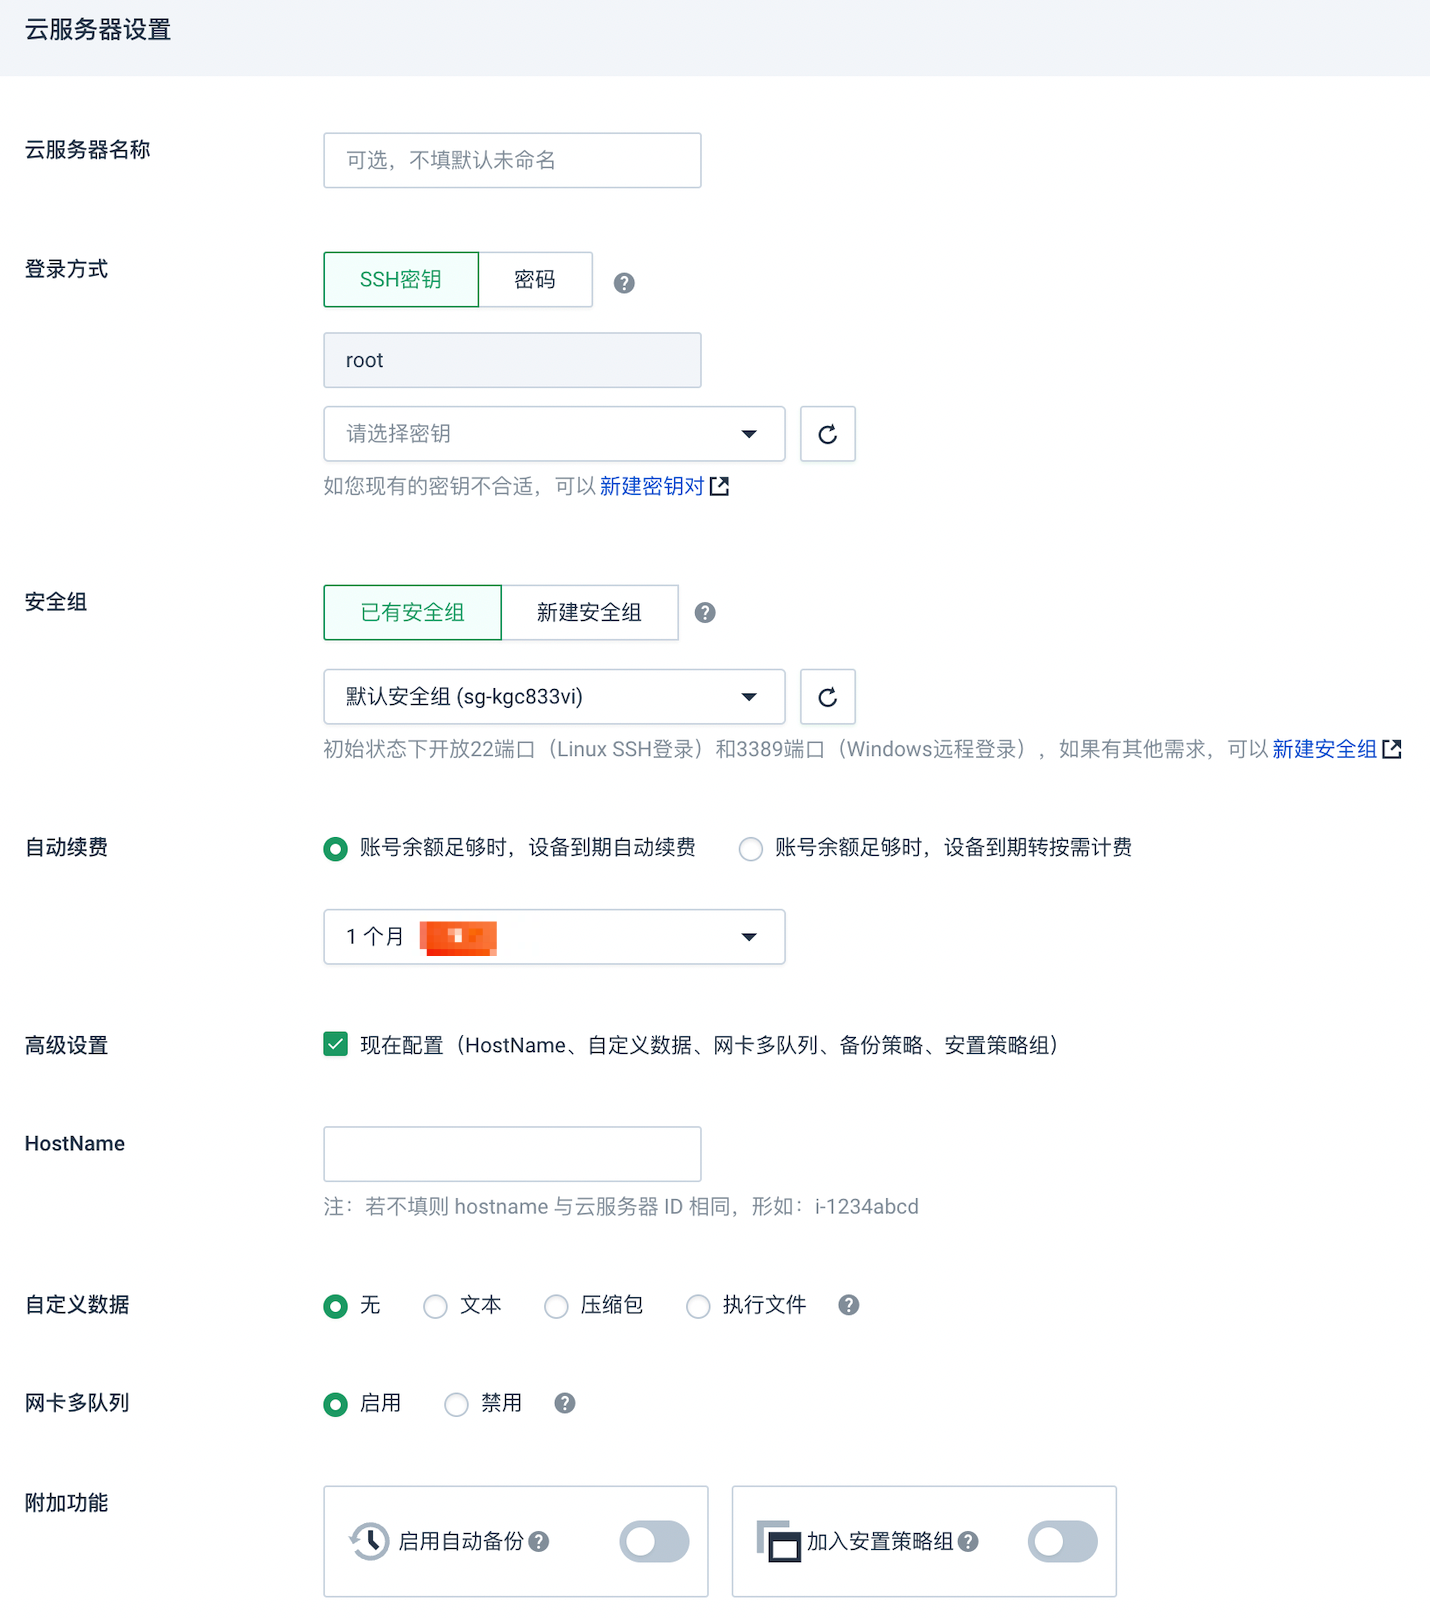 云服务器设置
云服务器名称
可选，不填默认未命名
登录方式
SSH密钥 密码
root
请选择密钥
如您现有的密钥不合适，可以 新建密钥对
安全组
已有安全组 新建安全组
默认安全组 (sg-kgc833vi)
初始状态下开放22端口（Linux SSH登录）和3389端口（Windows远程登录），如果有其他需求，可以 新建安全组
自动续费
账号余额足够时，设备到期自动续费 账号余额足够时，设备到期转按需计费
1 个月
高级设置
现在配置（HostName、自定义数据、网卡多队列、备份策略、安置策略组）
HostName
注：若不填则 hostname 与云服务器 ID 相同，形如：i-1234abcd
自定义数据
无 文本 压缩包 执行文件
网卡多队列
启用 禁用
附加功能
启用自动备份 加入安置策略组